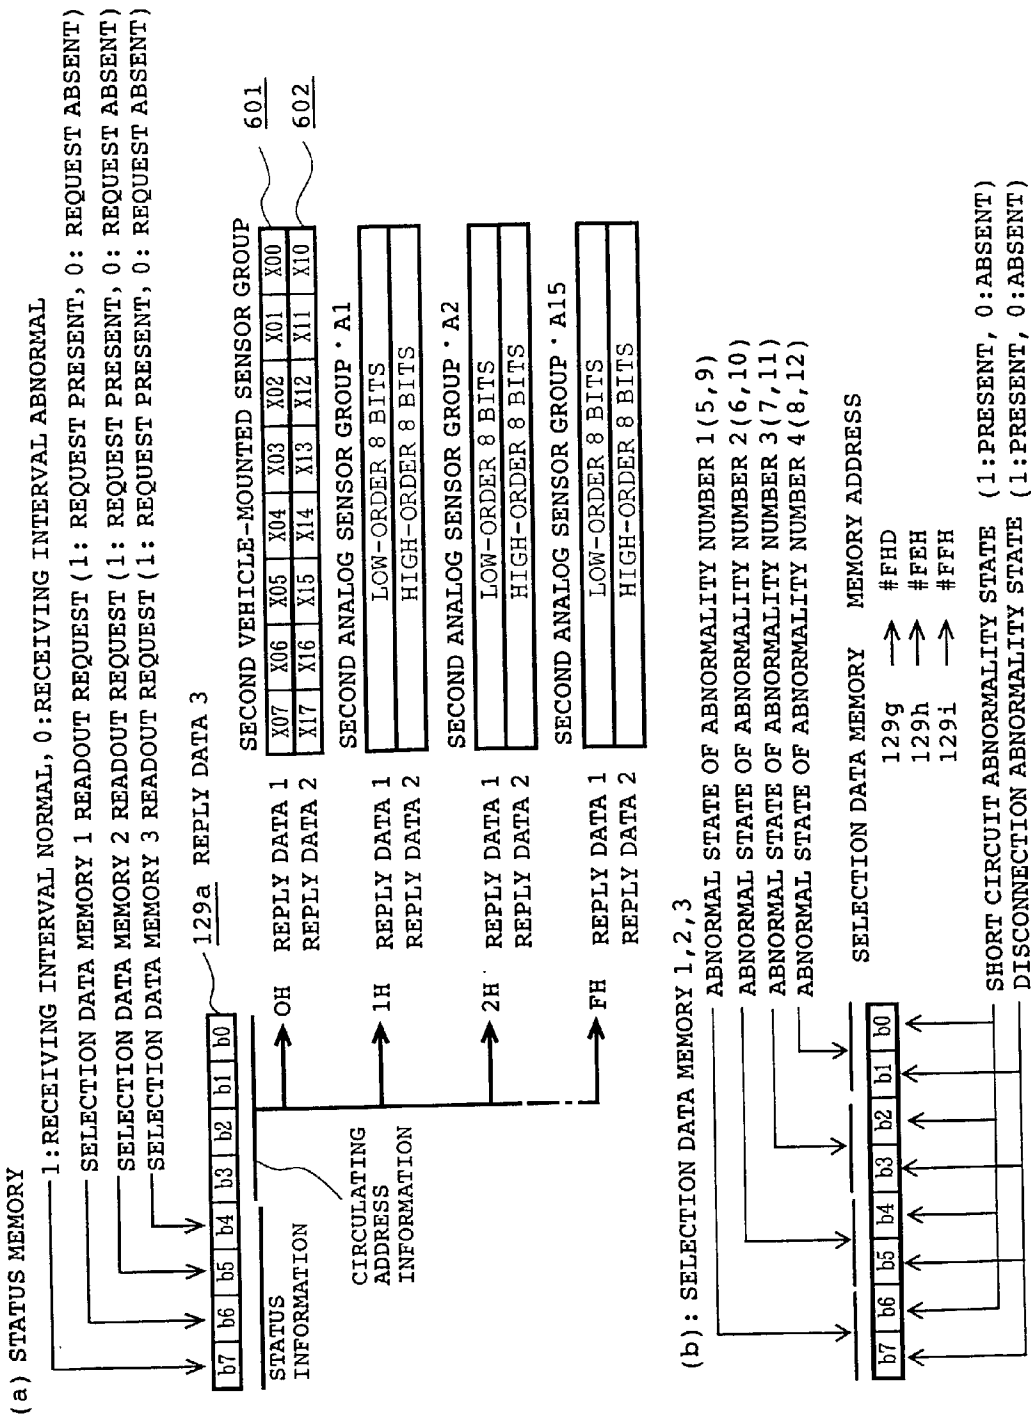 (a) STATUS MEMORY
1:RECEIVING INTERVAL NORMAL, 0:RECEIVING INTERVAL ABNORMAL
SELECTION DATA MEMORY 1 READOUT REQUEST (1: REQUEST PRESENT, 0: REQUEST ABSENT)
SELECTION DATA MEMORY 2 READOUT REQUEST (1: REQUEST PRESENT, 0: REQUEST ABSENT)
SELECTION DATA MEMORY 3 READOUT REQUEST (1: REQUEST PRESENT, 0: REQUEST ABSENT)
129a REPLY DATA 3
b7 b6 b5 b4 b3 b2 b1 b0
STATUS INFORMATION
CIRCULATING ADDRESS INFORMATION
SECOND VEHICLE-MOUNTED SENSOR GROUP
0H REPLY DATA 1 X07 X06 X05 X04 X03 X02 X01 X00 601
REPLY DATA 2 X17 X16 X15 X14 X13 X12 X11 X10 602
SECOND ANALOG SENSOR GROUP · A1
1H REPLY DATA 1 LOW-ORDER 8 BITS
REPLY DATA 2 HIGH-ORDER 8 BITS
SECOND ANALOG SENSOR GROUP · A2
2H REPLY DATA 1 LOW-ORDER 8 BITS
REPLY DATA 2 HIGH-ORDER 8 BITS
SECOND ANALOG SENSOR GROUP · A15
FH REPLY DATA 1 LOW-ORDER 8 BITS
REPLY DATA 2 HIGH-ORDER 8 BITS
(b): SELECTION DATA MEMORY 1,2,3
ABNORMAL STATE OF ABNORMALITY NUMBER 1(5,9)
ABNORMAL STATE OF ABNORMALITY NUMBER 2(6,10)
ABNORMAL STATE OF ABNORMALITY NUMBER 3(7,11)
ABNORMAL STATE OF ABNORMALITY NUMBER 4(8,12)
SELECTION DATA MEMORY MEMORY ADDRESS
b7 b6 b5 b4 b3 b2 b1 b0
129g → #FHD
129h → #FEH
129i → #FFH
SHORT CIRCUIT ABNORMALITY STATE (1:PRESENT, 0:ABSENT)
DISCONNECTION ABNORMALITY STATE (1:PRESENT, 0:ABSENT)